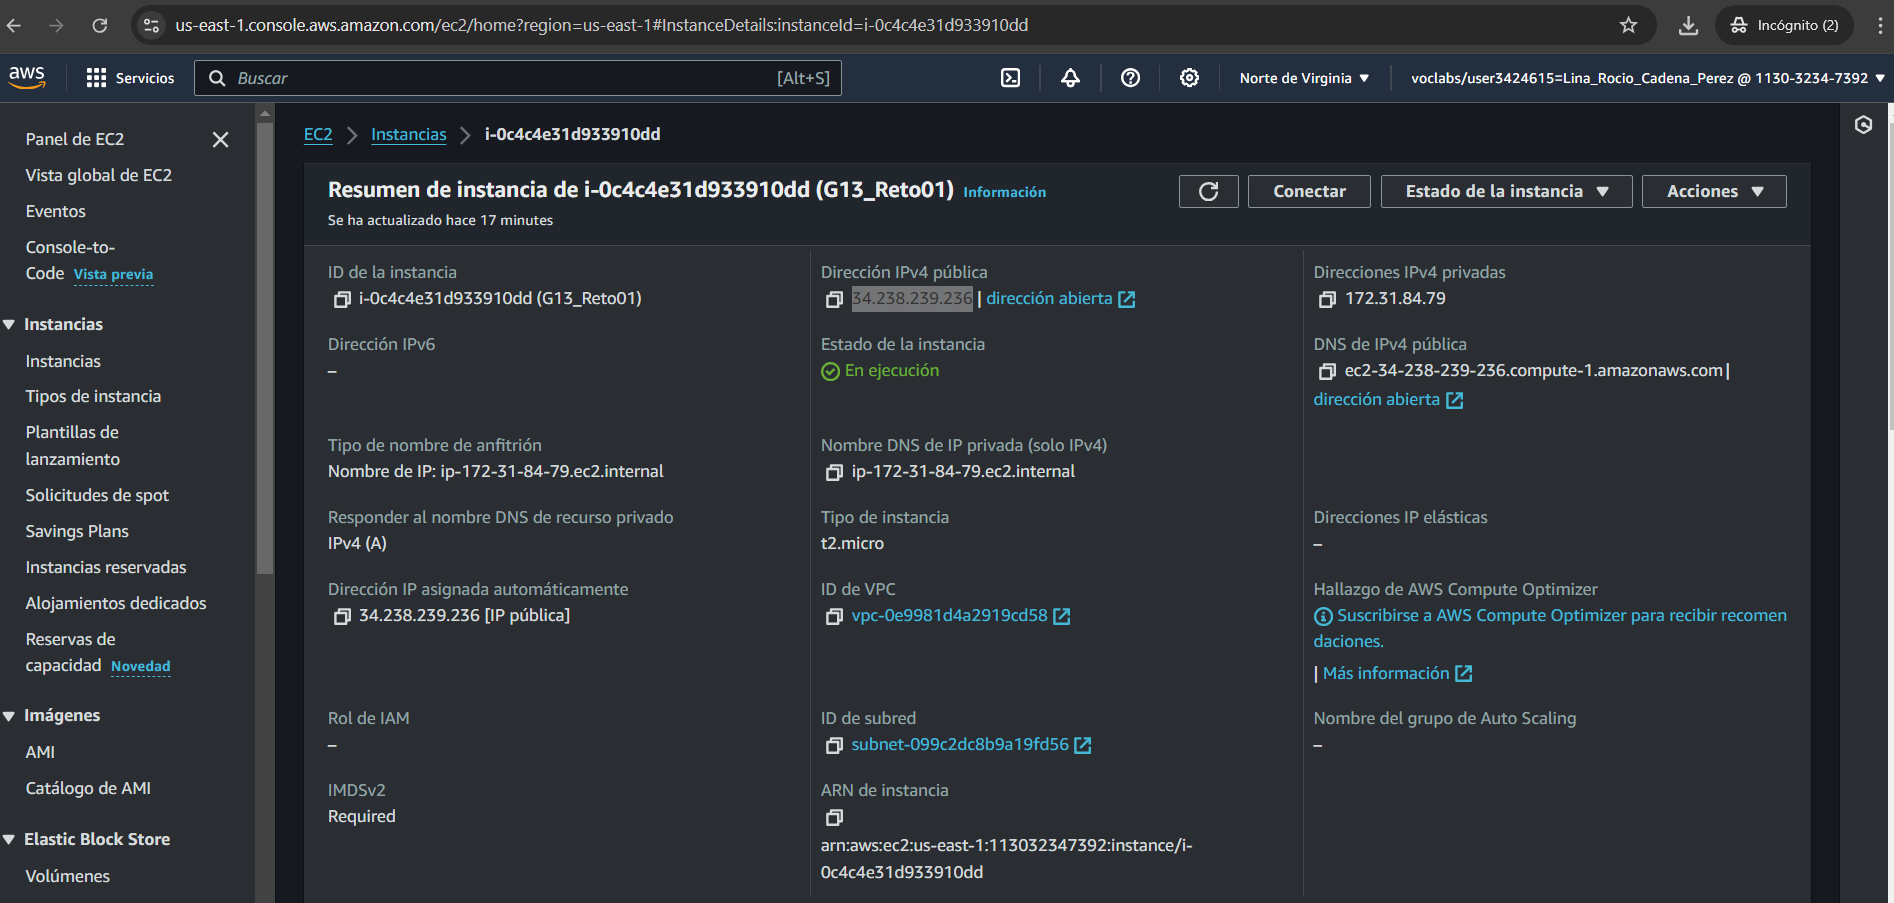 us-east-1.console.aws.amazon.com/ec2/home?region=us-east-1#InstanceDetails:instanceId=i-0c4c4e31d933910dd
Incógnito (2)
aws
Servicios
Buscar
[Alt+S]
Norte de Virginia
voclabs/user3424615=Lina_Rocio_Cadena_Perez @ 1130-3234-7392
Panel de EC2
Vista global de EC2
Eventos
Console-to-
Code Vista previa
Instancias
Instancias
Tipos de instancia
Plantillas de
lanzamiento
Solicitudes de spot
Savings Plans
Instancias reservadas
Alojamientos dedicados
Reservas de
capacidad Novedad
Imágenes
AMI
Catálogo de AMI
Elastic Block Store
Volúmenes
EC2 > Instancias > i-0c4c4e31d933910dd
Resumen de instancia de i-0c4c4e31d933910dd (G13_Reto01) Información
Se ha actualizado hace 17 minutes
Conectar
Estado de la instancia
Acciones
ID de la instancia
i-0c4c4e31d933910dd (G13_Reto01)
Dirección IPv4 pública
34.238.239.236 | dirección abierta
Direcciones IPv4 privadas
172.31.84.79
Dirección IPv6
–
Estado de la instancia
En ejecución
DNS de IPv4 pública
ec2-34-238-239-236.compute-1.amazonaws.com |
dirección abierta
Tipo de nombre de anfitrión
Nombre de IP: ip-172-31-84-79.ec2.internal
Nombre DNS de IP privada (solo IPv4)
ip-172-31-84-79.ec2.internal
Responder al nombre DNS de recurso privado
IPv4 (A)
Tipo de instancia
t2.micro
Direcciones IP elásticas
–
Dirección IP asignada automáticamente
34.238.239.236 [IP pública]
ID de VPC
vpc-0e9981d4a2919cd58
Hallazgo de AWS Compute Optimizer
Suscribirse a AWS Compute Optimizer para recibir recomen
daciones.
| Más información
Rol de IAM
–
ID de subred
subnet-099c2dc8b9a19fd56
Nombre del grupo de Auto Scaling
–
IMDSv2
Required
ARN de instancia
arn:aws:ec2:us-east-1:113032347392:instance/i-
0c4c4e31d933910dd